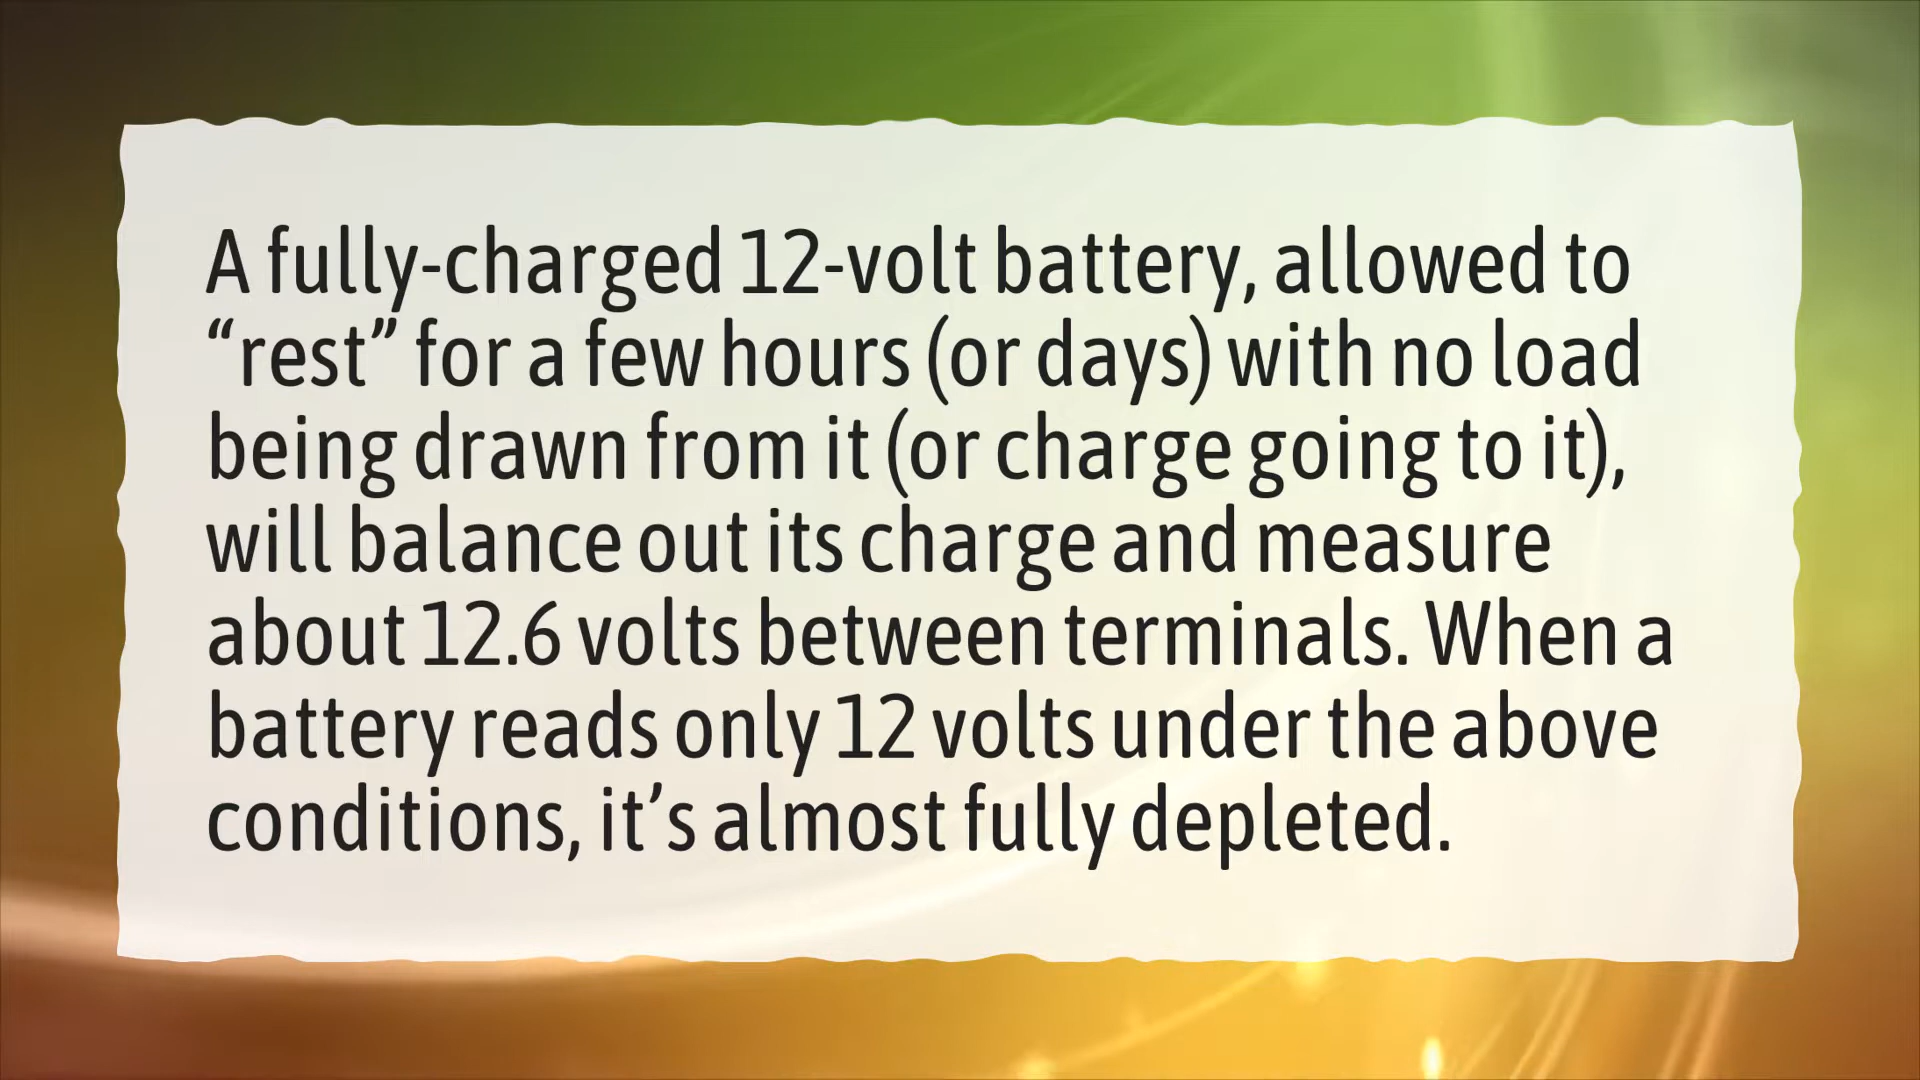 A fully-charged 12-volt battery, allowed to
“rest” for a few hours (or days) with no load
being drawn from it (or charge going to it),
will balance out its charge and measure
about 12.6 volts between terminals. When a
battery reads only 12 volts under the above
conditions, it’s almost fully depleted.